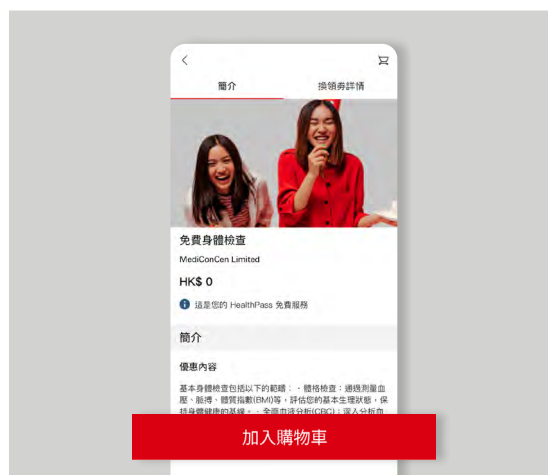 簡介
換領券詳情
免費身體檢查
MediConCen Limited
HK$ 0
這是您的 HealthPass 免費服務
簡介
優惠內容
基本身體檢查包括以下的範疇： · 體格檢查：通過測量血
壓、脈搏、體質指數(BMI)等，評估您的基本生理狀態，保
持身體健康的基線。 · 全面血液分析(CBC)：深入分析血
加入購物車